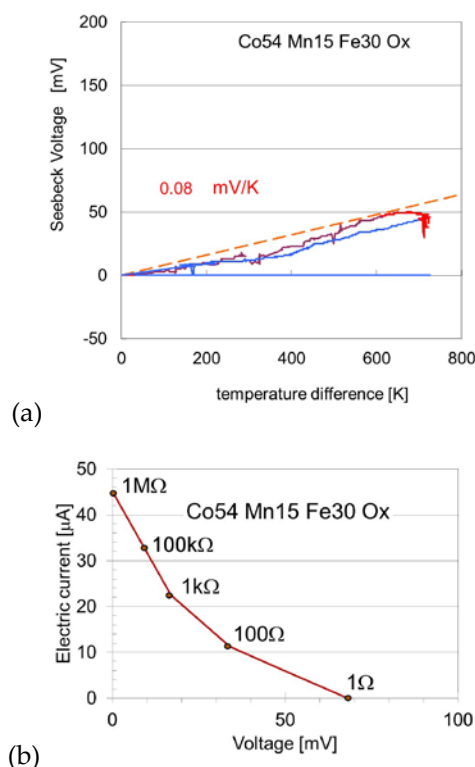 Co54 Mn15 Fe30 Ox
200
150
100
50
0
-50
Seebeck Voltage [mV]
0.08 mV/K
0 200 400 600 800
temperature difference [K]
(a)
50
40
30
20
10
0
Electric current [µA]
Co54 Mn15 Fe30 Ox
1MΩ
100kΩ
1kΩ
100Ω
1Ω
0 50 100
Voltage [mV]
(b)